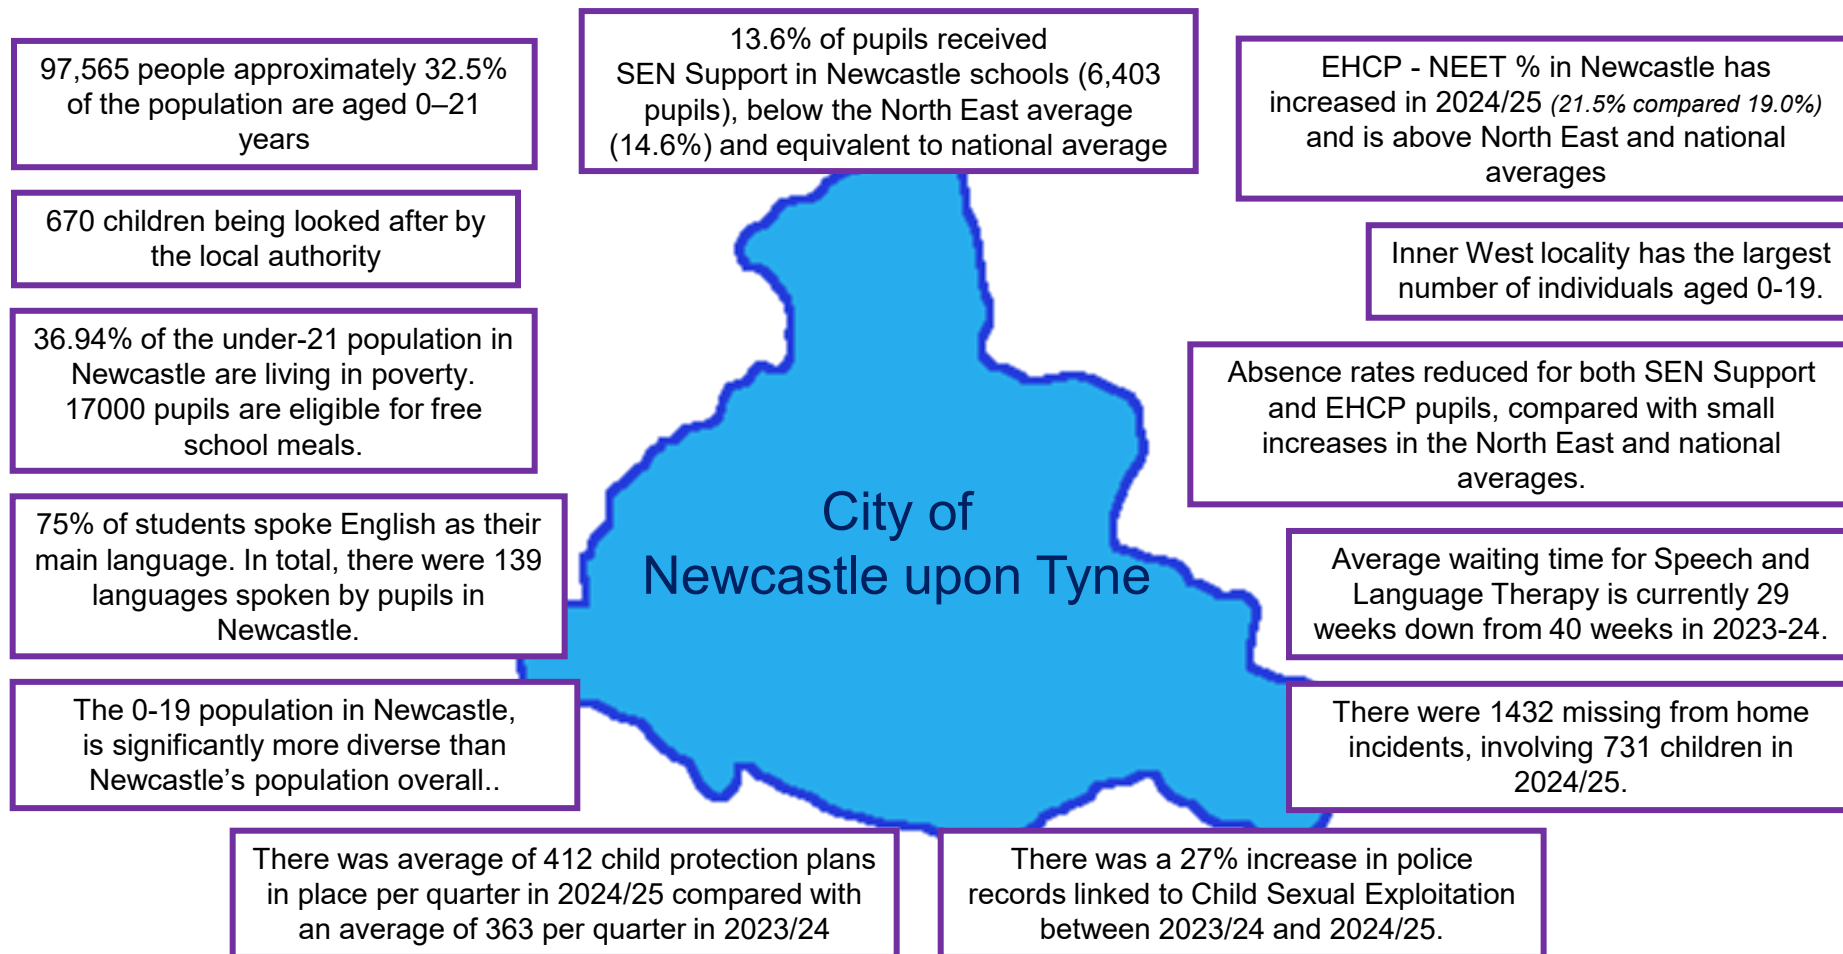 97,565 people approximately 32.5%
of the population are aged 0–21
years
13.6% of pupils received
SEN Support in Newcastle schools (6,403
pupils), below the North East average
(14.6%) and equivalent to national average
EHCP - NEET % in Newcastle has
increased in 2024/25 (21.5% compared 19.0%)
and is above North East and national
averages
670 children being looked after by
the local authority
Inner West locality has the largest
number of individuals aged 0-19.
36.94% of the under-21 population in
Newcastle are living in poverty.
17000 pupils are eligible for free
school meals.
Absence rates reduced for both SEN Support
and EHCP pupils, compared with small
increases in the North East and national
averages.
City of
Newcastle upon Tyne
75% of students spoke English as their
main language. In total, there were 139
languages spoken by pupils in
Newcastle.
Average waiting time for Speech and
Language Therapy is currently 29
weeks down from 40 weeks in 2023-24.
The 0-19 population in Newcastle,
is significantly more diverse than
Newcastle’s population overall..
There were 1432 missing from home
incidents, involving 731 children in
2024/25.
There was average of 412 child protection plans
in place per quarter in 2024/25 compared with
an average of 363 per quarter in 2023/24
There was a 27% increase in police
records linked to Child Sexual Exploitation
between 2023/24 and 2024/25.